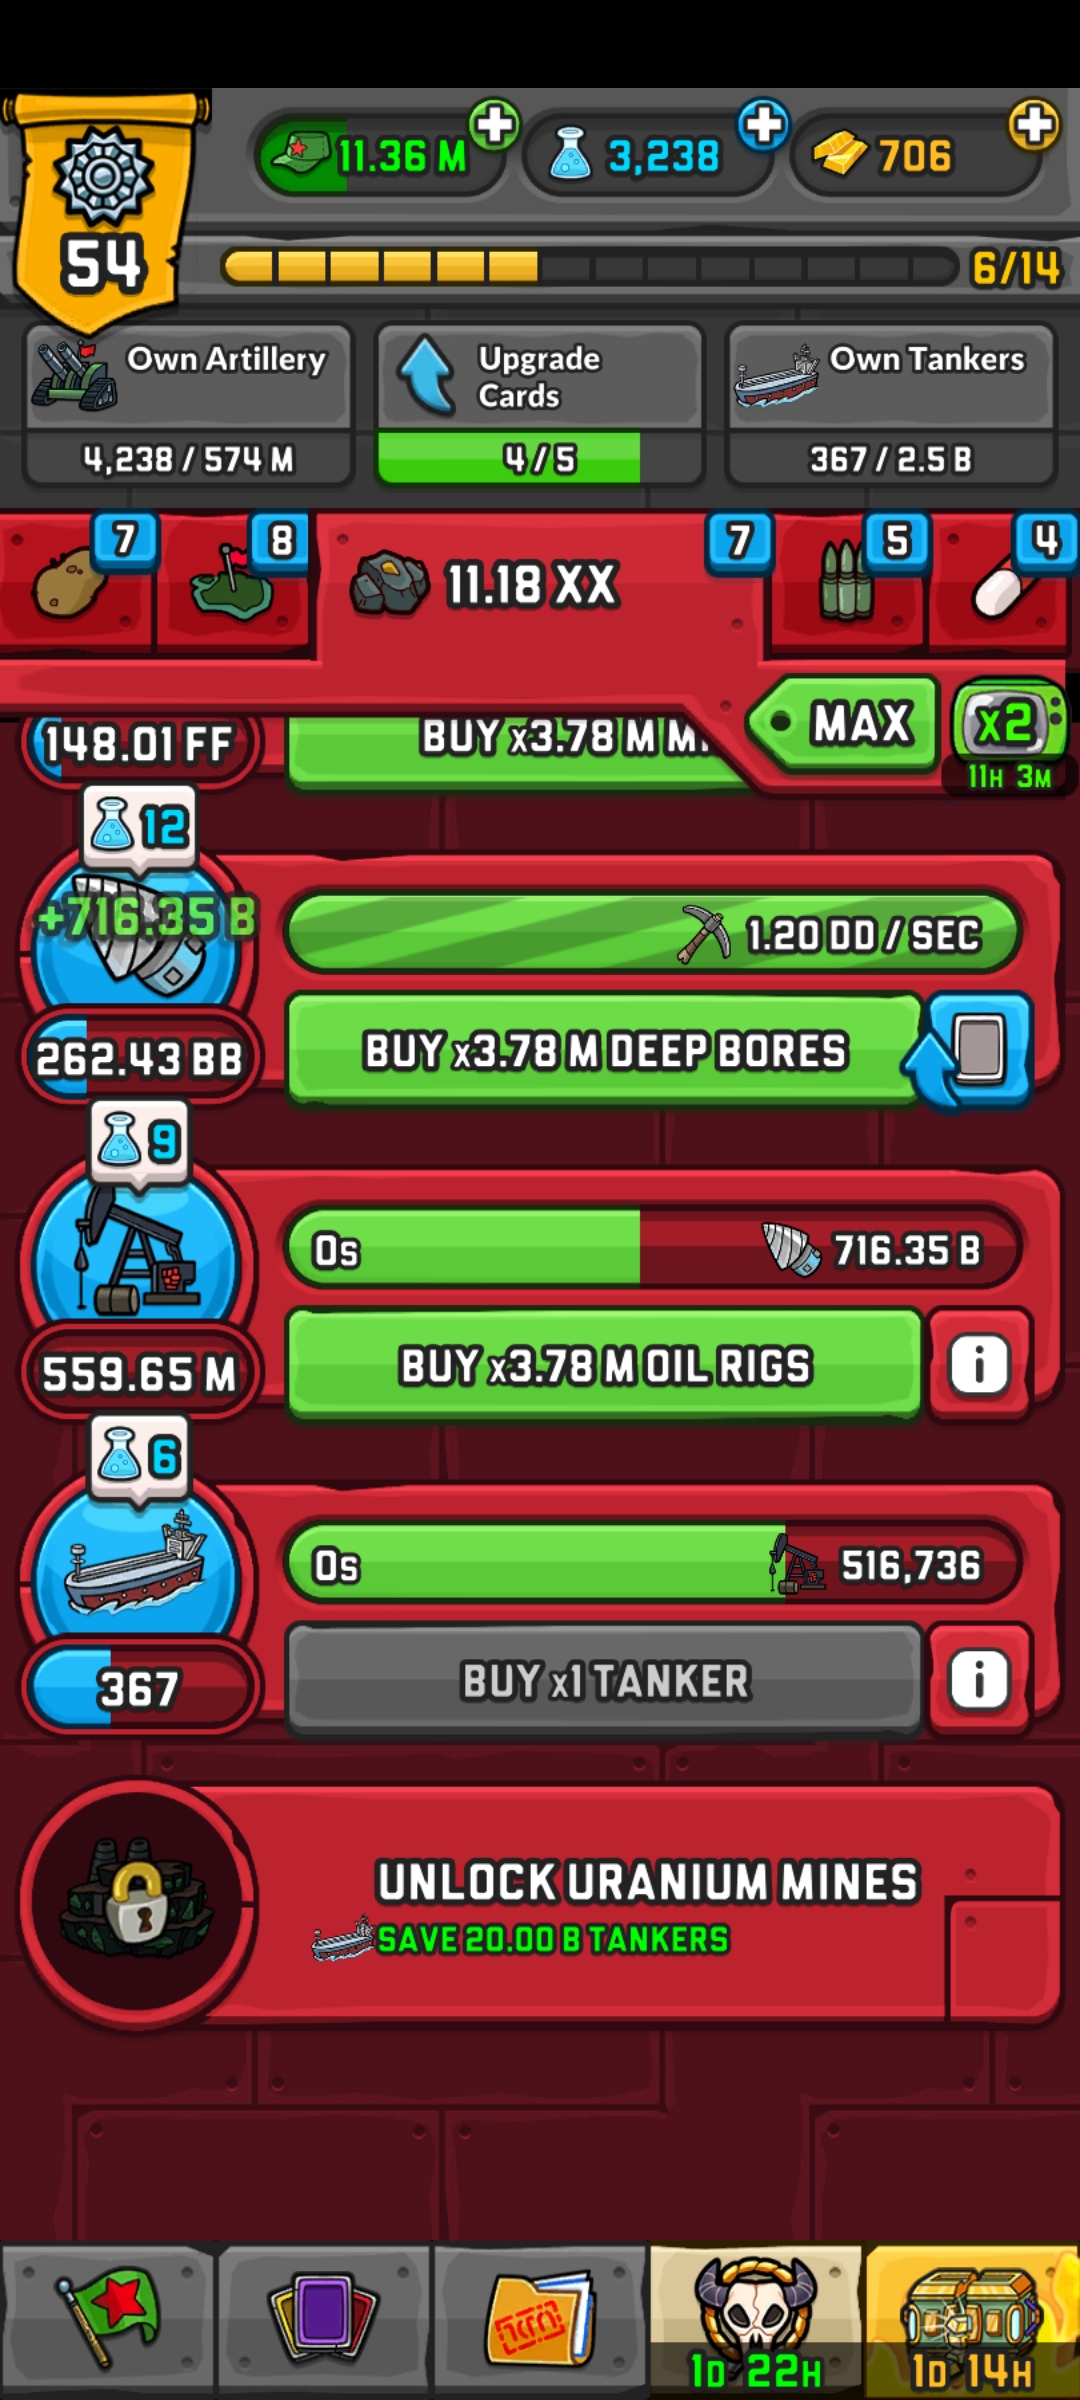 54
11.36 M
3,238
706
6/14
Own Artillery
4,238 / 574 M
Upgrade
Cards
4 / 5
Own Tankers
367 / 2.5 B
7
8
11.18 XX
7
5
4
148.01 FF
BUY x3.78 M
MAX
x2
11H 3M
12
+716.35 B
1.20 DD / SEC
262.43 BB
BUY x3.78 M DEEP BORES
9
0s
716.35 B
559.65 M
BUY x3.78 M OIL RIGS
i
6
0s
516,736
367
BUY x1 TANKER
i
UNLOCK URANIUM MINES
SAVE 20.00 B TANKERS
1D 22H
1D 14H